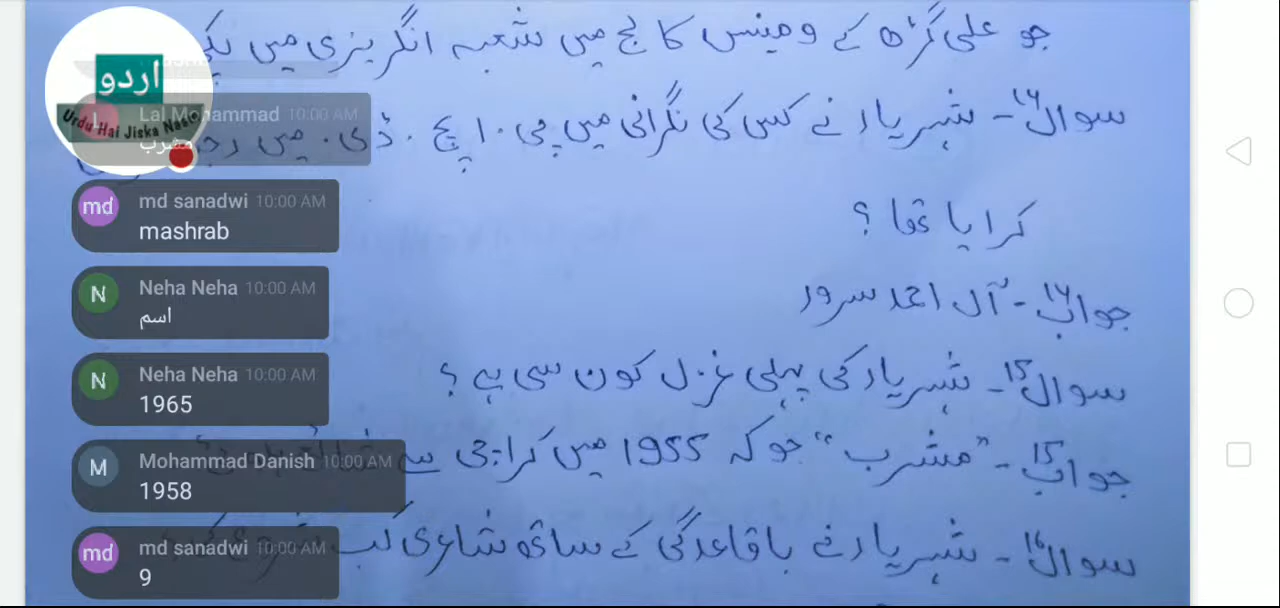 جو علی گڑھ کے ومینس کالج میں شعبہ انگریزی میں
سوال ۱۴۔ شہریار نے کس کی نگرانی میں پی۔ ایچ۔ ڈی۔ میں
کرایا تھا ؟
جواب ۱۴۔ آل احمد سرور
سوال ۱۵۔ شہریار کی پہلی غزل کون سی ہے ؟
جواب ۱۵۔ "مشرب" جو کہ 1955 میں کراچی سے
سوال ۱۶۔ شہریار نے باقاعدگی کے ساتھ شاعری کب
اردو
Urdu Hai Jiska Naam
L
Lal Mohammad 10:00 AM
مشرب
md
md sanadwi 10:00 AM
mashrab
N
Neha Neha 10:00 AM
اسم
N
Neha Neha 10:00 AM
1965
M
Mohammad Danish 10:00 AM
1958
md
md sanadwi 10:00 AM
9